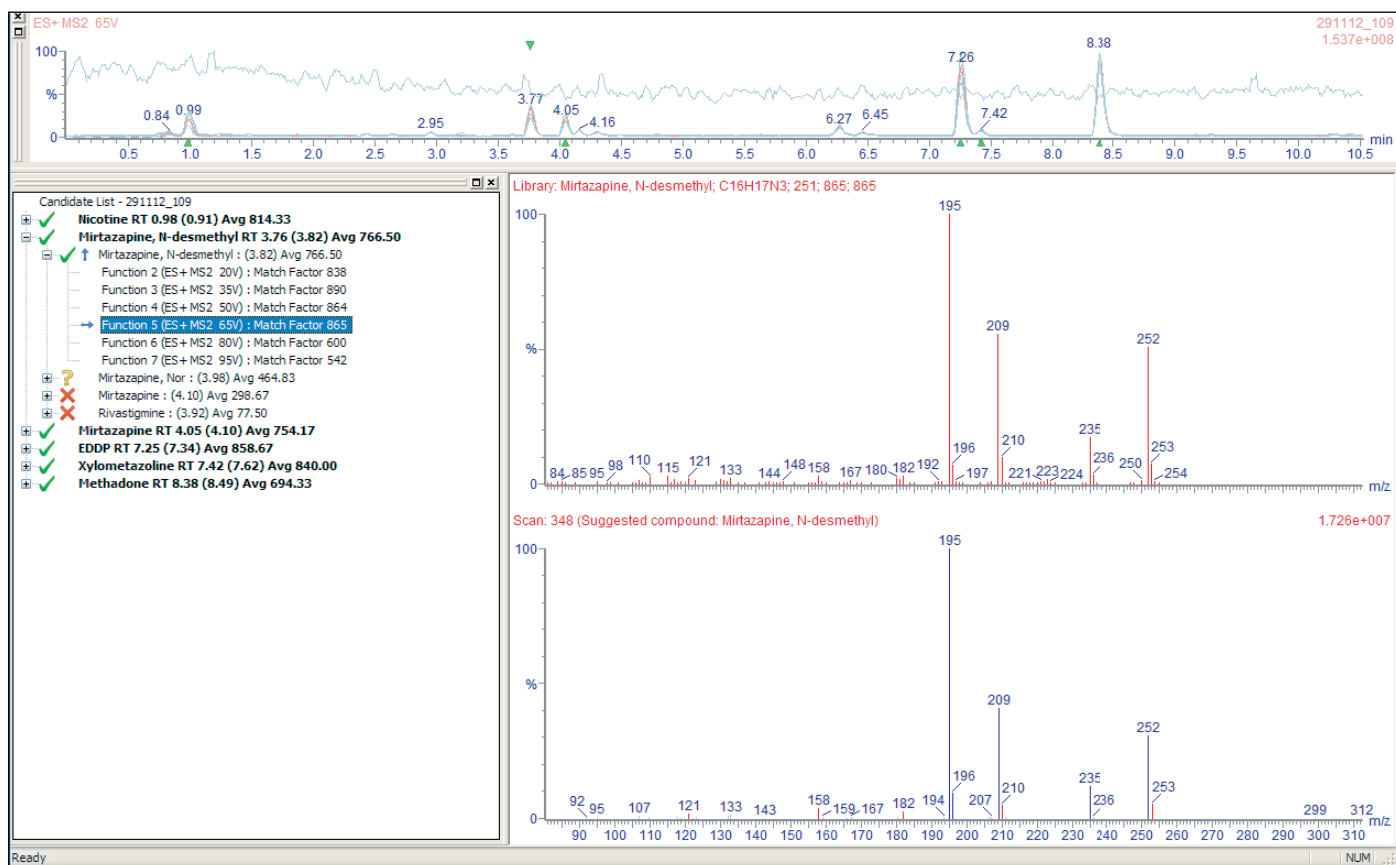 ES+ MS2 65V
291112_109
1.537e+008
100
%
0
0.84
0.99
2.95
3.77
4.05
4.16
6.27
6.45
7.26
7.42
8.38
0.5 1.0 1.5 2.0 2.5 3.0 3.5 4.0 4.5 5.0 5.5 6.0 6.5 7.0 7.5 8.0 8.5 9.0 9.5 10.0 10.5 min
Candidate List - 291112_109
Nicotine RT 0.98 (0.91) Avg 814.33
Mirtazapine, N-desmethyl RT 3.76 (3.82) Avg 766.50
Mirtazapine, N-desmethyl : (3.82) Avg 766.50
Function 2 (ES+ MS2 20V) : Match Factor 838
Function 3 (ES+ MS2 35V) : Match Factor 890
Function 4 (ES+ MS2 50V) : Match Factor 864
Function 5 (ES+ MS2 65V) : Match Factor 865
Function 6 (ES+ MS2 80V) : Match Factor 600
Function 7 (ES+ MS2 95V) : Match Factor 542
Mirtazapine, Nor : (3.98) Avg 464.83
Mirtazapine : (4.10) Avg 298.67
Rivastigmine : (3.92) Avg 77.50
Mirtazapine RT 4.05 (4.10) Avg 754.17
EDDP RT 7.25 (7.34) Avg 858.67
Xylometazoline RT 7.42 (7.62) Avg 840.00
Methadone RT 8.38 (8.49) Avg 694.33
Library: Mirtazapine, N-desmethyl; C16H17N3; 251; 865; 865
100
%
0
84 85 95 98 110 115 121 133 144 148 158 167 180 182 192 195 196 197 209 210 221 223 224 235 236 250 252 253 254
m/z
Scan: 348 (Suggested compound: Mirtazapine, N-desmethyl)
1.726e+007
100
%
0
92 95 107 121 133 143 158 159 167 182 194 195 196 207 209 210 235 236 252 253 299 312
m/z
90 100 110 120 130 140 150 160 170 180 190 200 210 220 230 240 250 260 270 280 290 300 310
Ready
NUM